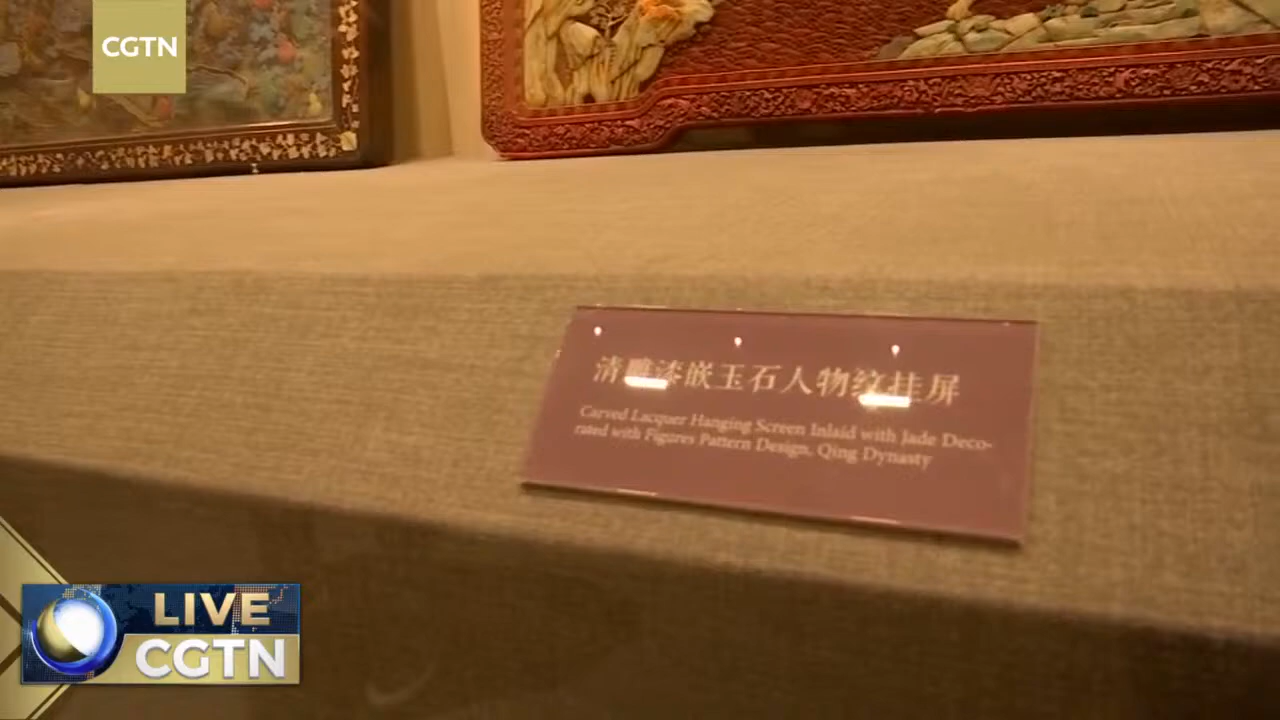 CGTN
清雕漆嵌玉石人物纹挂屏
Carved Lacquer Hanging Screen Inlaid with Jade Deco-
rated with Figures Pattern Design, Qing Dynasty
LIVE
CGTN